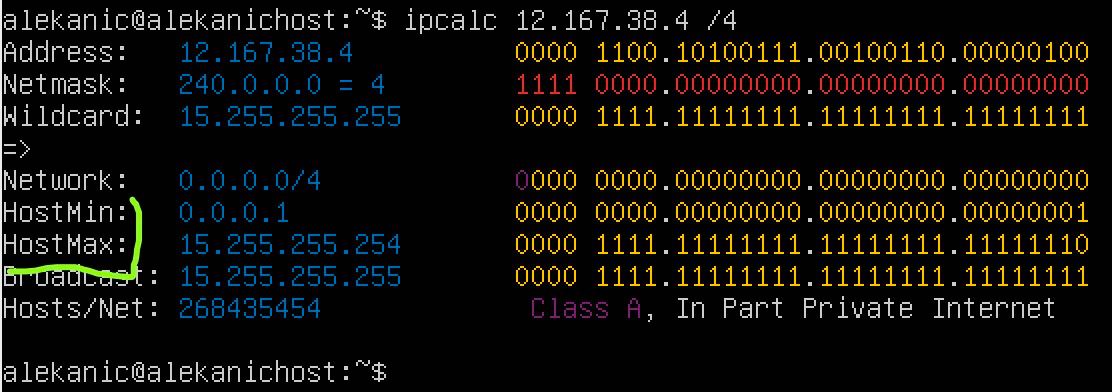 alekanic@alekanichost:~$ ipcalc 12.167.38.4 /4
Address: 12.167.38.4 0000 1100.10100111.00100110.00000100
Netmask: 240.0.0.0 = 4 1111 0000.00000000.00000000.00000000
Wildcard: 15.255.255.255 0000 1111.11111111.11111111.11111111
=>
Network: 0.0.0.0/4 0000 0000.00000000.00000000.00000000
HostMin: 0.0.0.1 0000 0000.00000000.00000000.00000001
HostMax: 15.255.255.254 0000 1111.11111111.11111111.11111110
Broadcast: 15.255.255.255 0000 1111.11111111.11111111.11111111
Hosts/Net: 268435454 Class A, In Part Private Internet
alekanic@alekanichost:~$